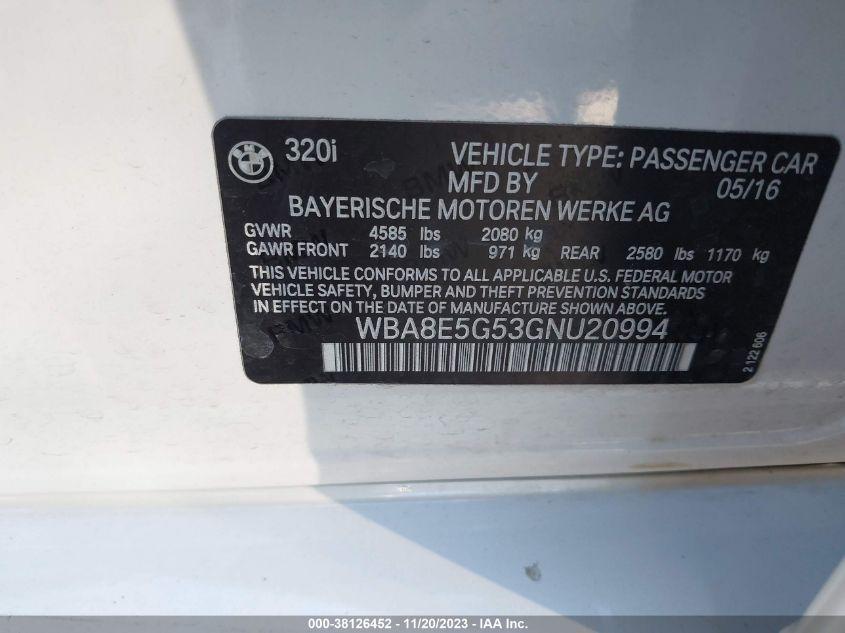 320i VEHICLE TYPE: PASSENGER CAR
MFD BY 05/16
BAYERISCHE MOTOREN WERKE AG
GVWR 4585 lbs 2080 kg
GAWR FRONT 2140 lbs 971 kg REAR 2580 lbs 1170 kg
THIS VEHICLE CONFORMS TO ALL APPLICABLE U.S. FEDERAL MOTOR
VEHICLE SAFETY, BUMPER AND THEFT PREVENTION STANDARDS
IN EFFECT ON THE DATE OF MANUFACTURE SHOWN ABOVE.
WBA8E5G53GNU20994
2 122 606
000-38126452 - 11/20/2023 - IAA Inc.